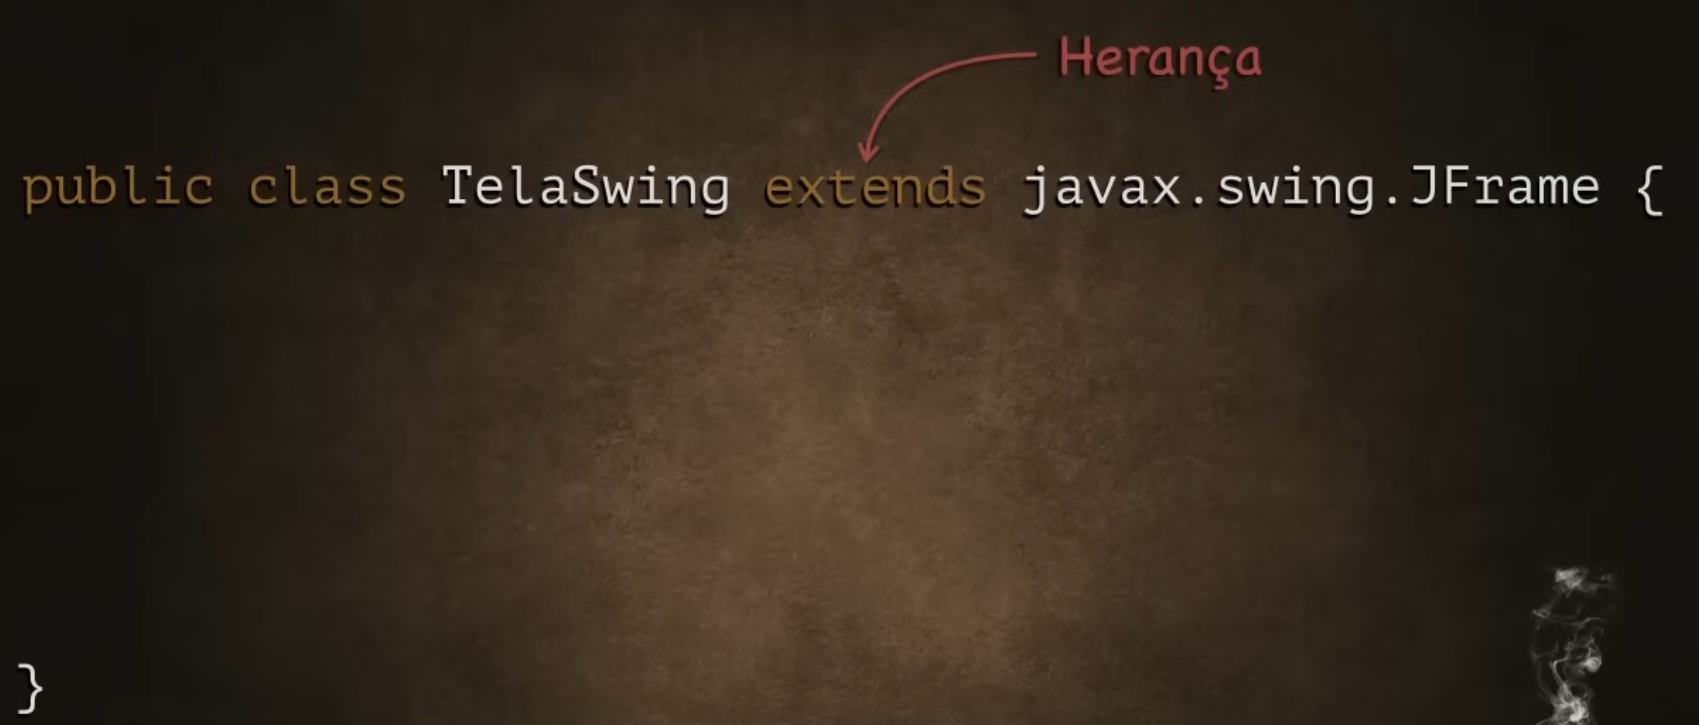 Herança
public class TelaSwing extends javax.swing.JFrame {
}